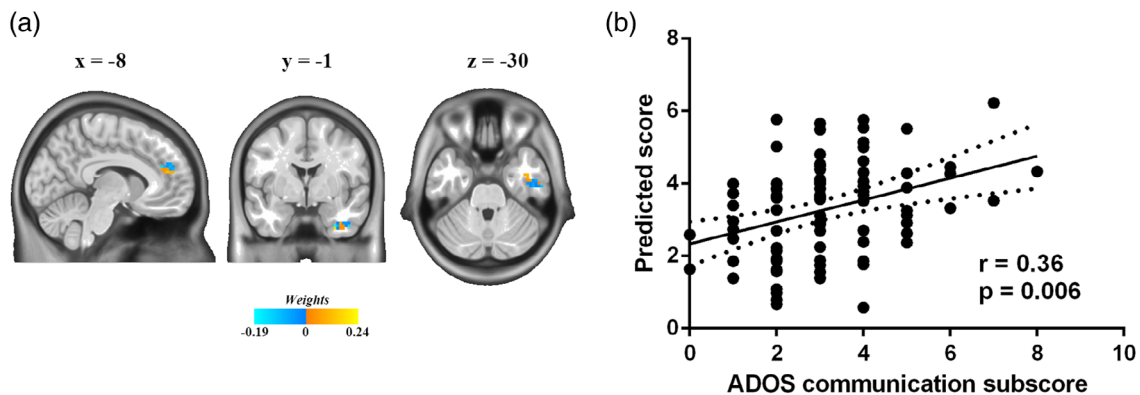 (a)
x = -8 y = -1 z = -30
Weights
-0.19 0 0.24
(b)
8
6
4
2
0
Predicted score
r = 0.36
p = 0.006
0 2 4 6 8 10
ADOS communication subscore